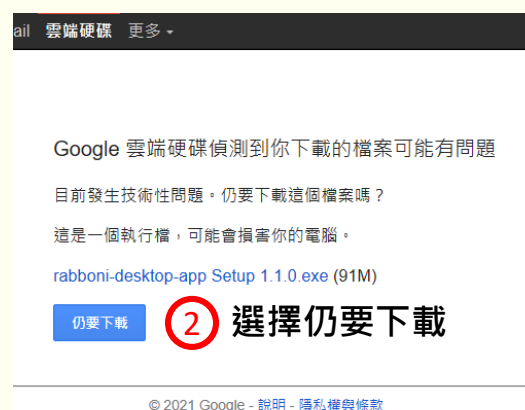 ail 雲端硬碟 更多
Google 雲端硬碟偵測到你下載的檔案可能有問題
目前發生技術性問題。仍要下載這個檔案嗎？
這是一個執行檔，可能會損害你的電腦。
rabboni-desktop-app Setup 1.1.0.exe (91M)
仍要下載 2 選擇仍要下載
© 2021 Google - 說明 - 隱私權與條款